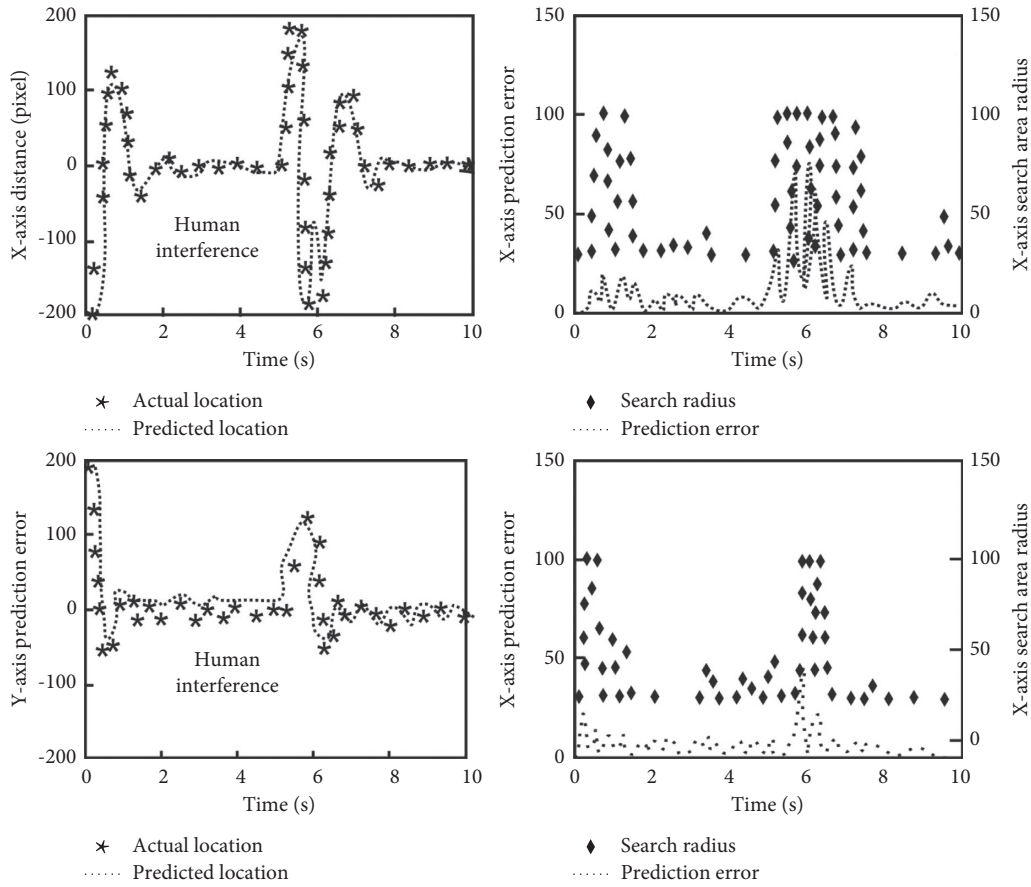 X-axis distance (pixel)
200
100
0
-100
-200
Human
interference
0
2
4
6
8
10
Time (s)
Actual location
Predicted location
X-axis prediction error
150
100
50
0
150
100
50
0
X-axis search area radius
0
2
4
6
8
10
Time (s)
Search radius
Prediction error
Y-axis prediction error
200
100
0
-100
-200
Human
interference
0
2
4
6
8
10
Time (s)
Actual location
Predicted location
X-axis prediction error
150
100
50
0
150
100
50
0
X-axis search area radius
0
2
4
6
8
10
Time (s)
Search radius
Prediction error